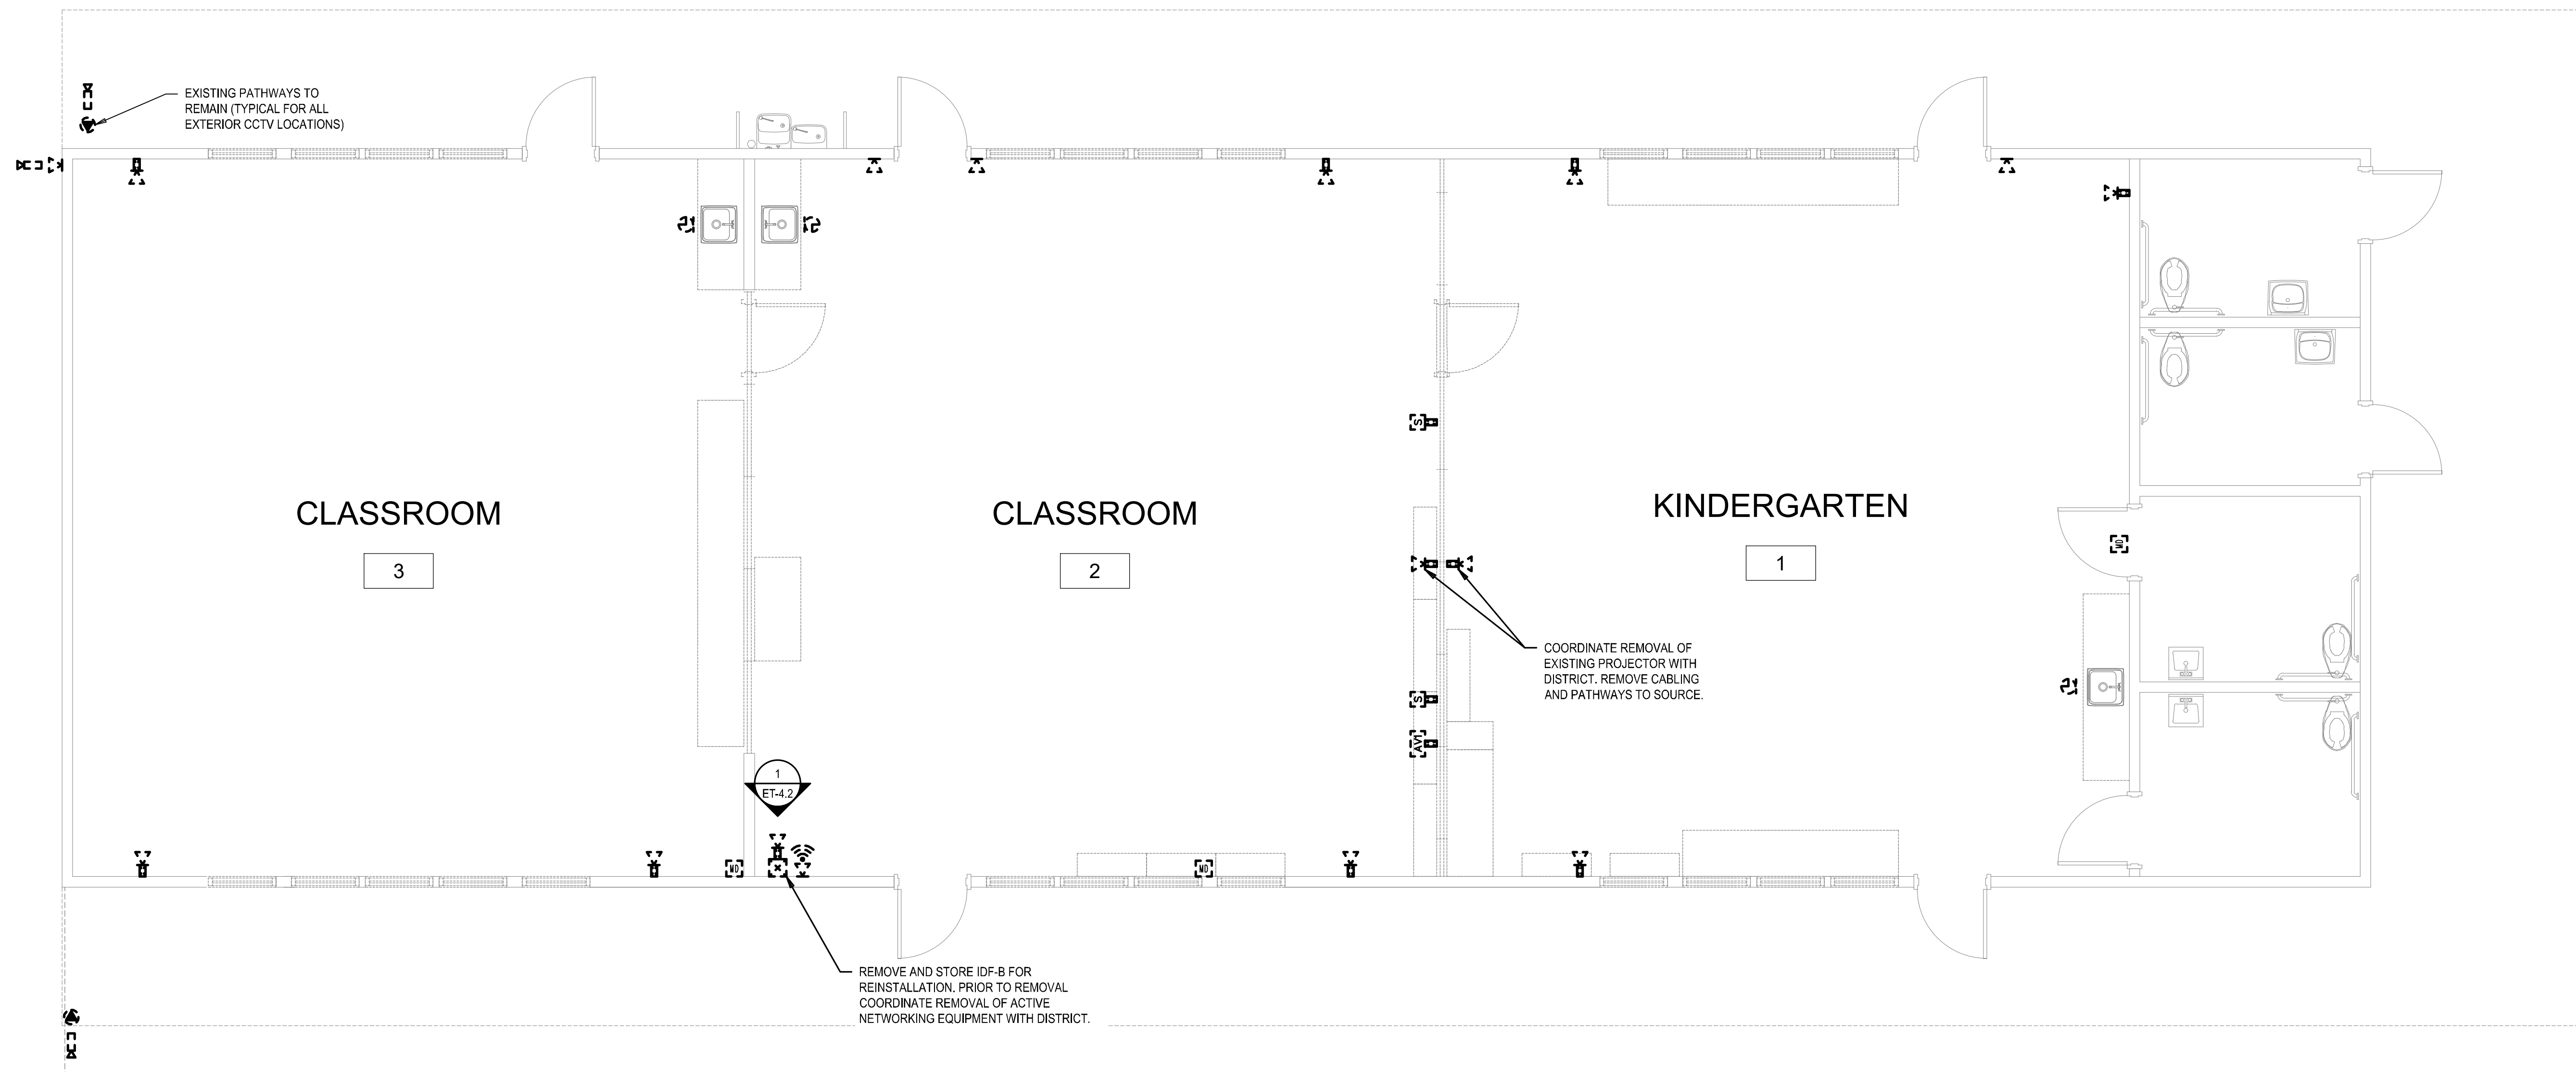 EXISTING PATHWAYS TO
REMAIN (TYPICAL FOR ALL
EXTERIOR CCTV LOCATIONS)
S
CLASSROOM
3
CLASSROOM
2
KINDERGARTEN
1
MD
COORDINATE REMOVAL OF
EXISTING PROJECTOR WITH
DISTRICT. REMOVE CABLING
AND PATHWAYS TO SOURCE.
S
AV1
1
ET-4.2
MD
MD
REMOVE AND STORE IDF-B FOR
REINSTALLATION. PRIOR TO REMOVAL
COORDINATE REMOVAL OF ACTIVE
NETWORKING EQUIPMENT WITH DISTRICT.